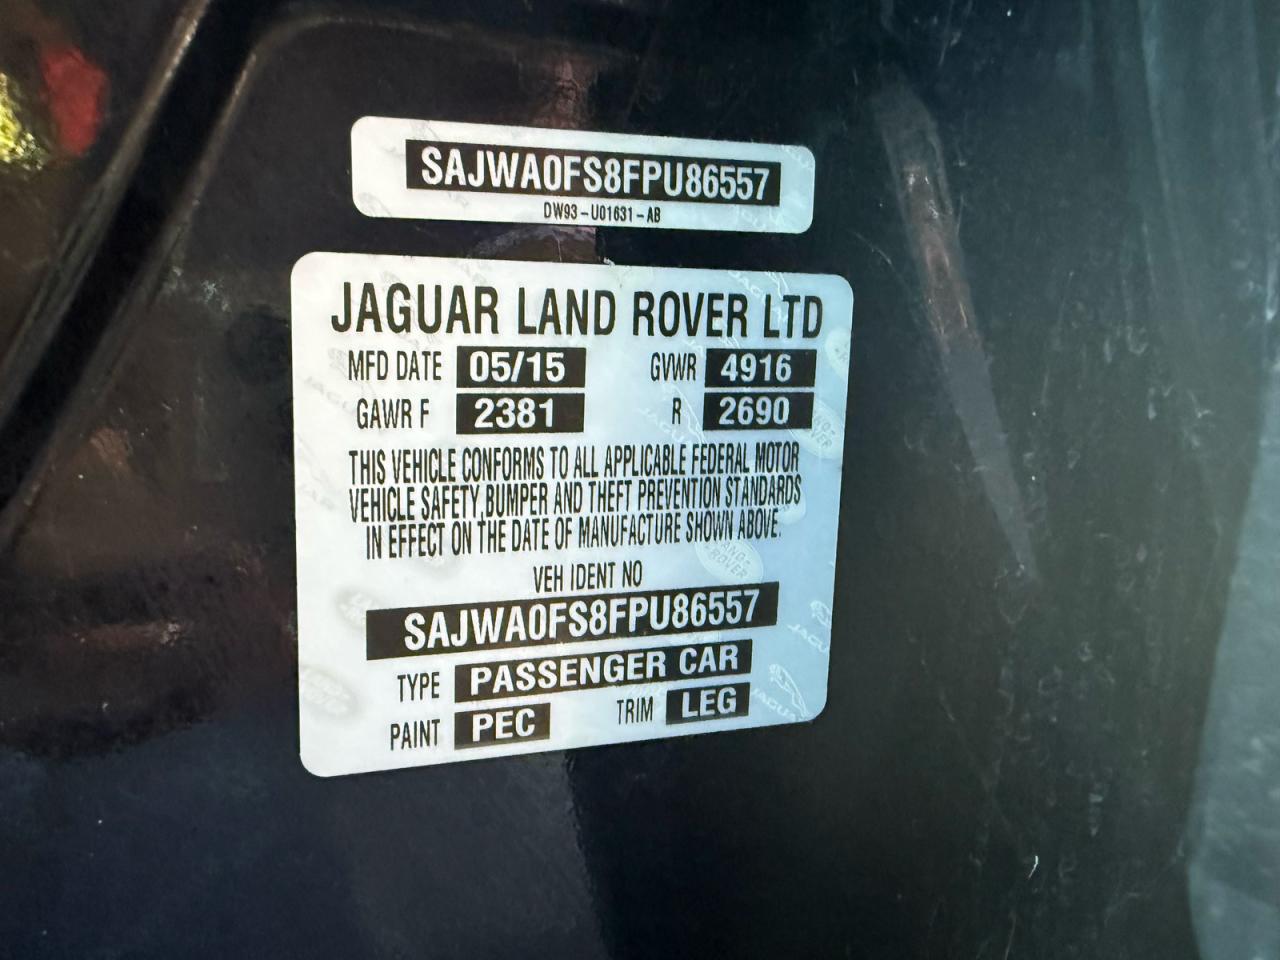 SAJWA0FS8FPU86557
DW93-U01631-AB
JAGUAR LAND ROVER LTD
MFD DATE 05/15 GVWR 4916
GAWR F 2381 R 2690
THIS VEHICLE CONFORMS TO ALL APPLICABLE FEDERAL MOTOR
VEHICLE SAFETY, BUMPER AND THEFT PREVENTION STANDARDS
IN EFFECT ON THE DATE OF MANUFACTURE SHOWN ABOVE.
VEH IDENT NO
SAJWA0FS8FPU86557
TYPE PASSENGER CAR
PAINT PEC TRIM LEG